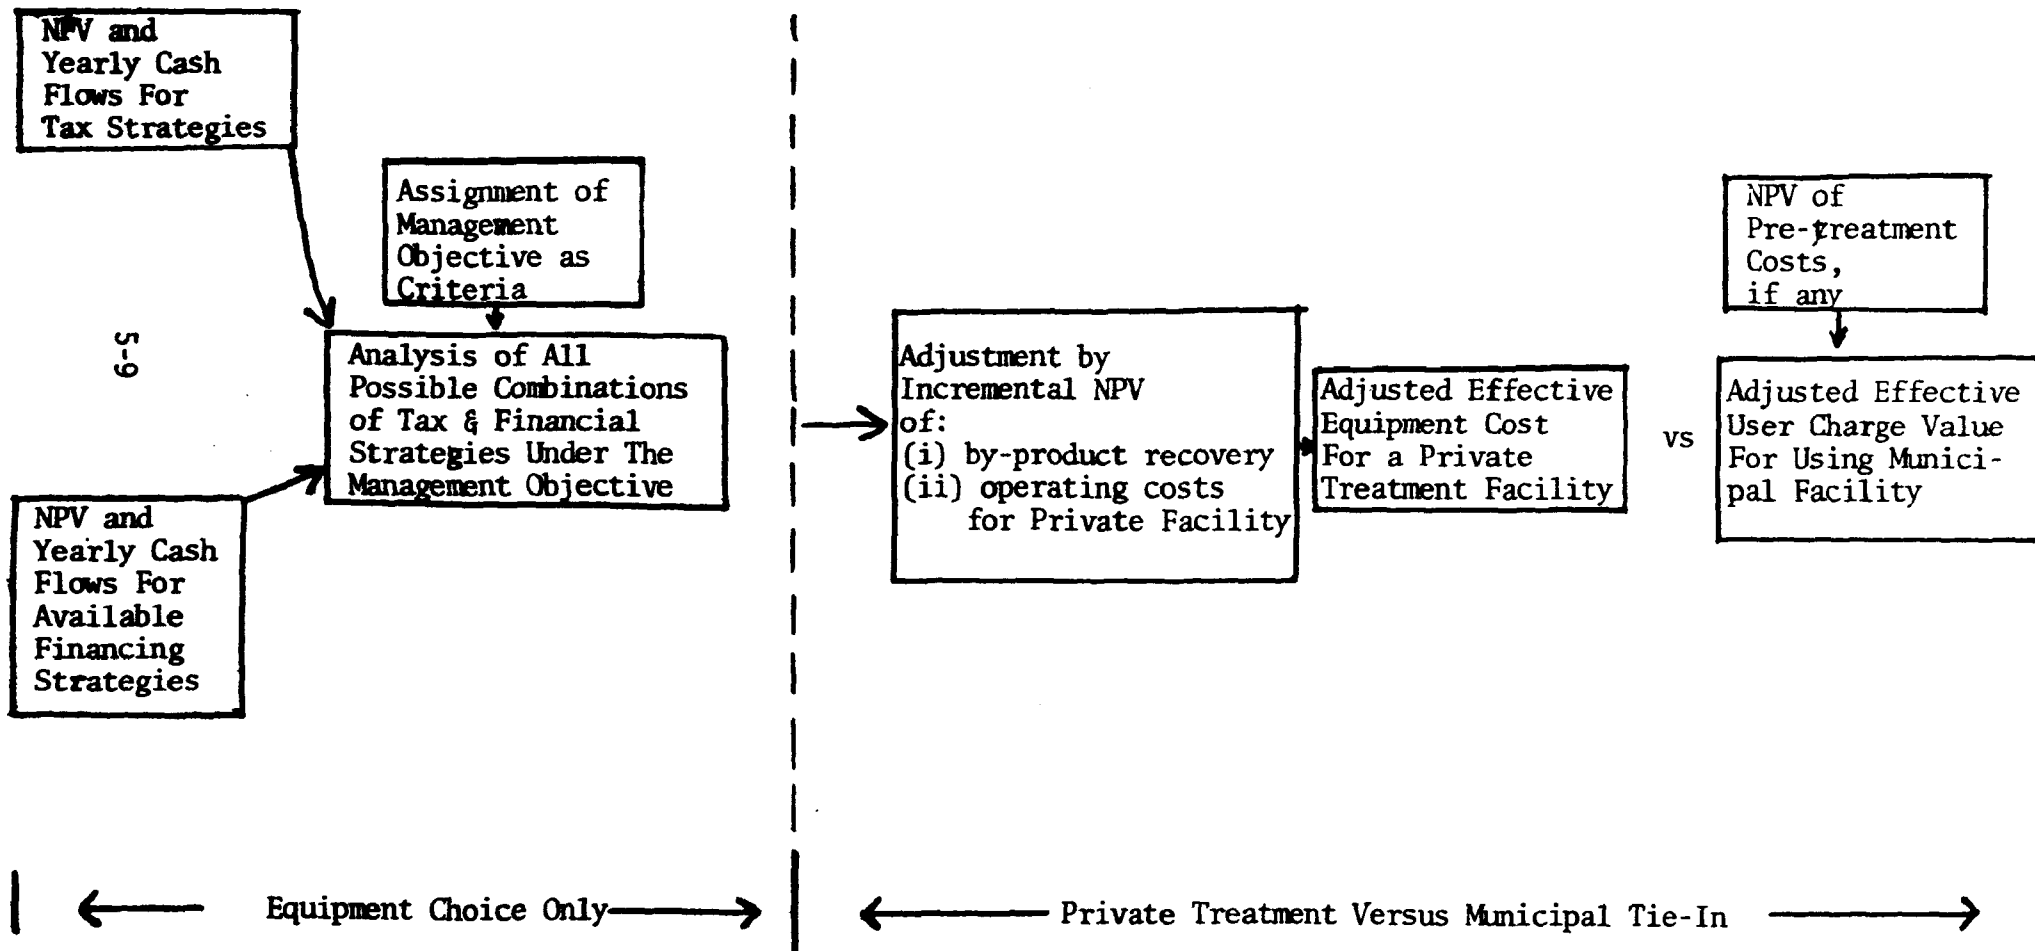 NPV and
Yearly Cash
Flows For
Tax Strategies
Assignment of
Management
Objective as
Criteria
5-9
Analysis of All
Possible Combinations
of Tax & Financial
Strategies Under The
Management Objective
NPV and
Yearly Cash
Flows For
Available
Financing
Strategies
Adjustment by
Incremental NPV
of:
(i) by-product recovery
(ii) operating costs
for Private Facility
Adjusted Effective
Equipment Cost
For a Private
Treatment Facility
vs
NPV of
Pre-treatment
Costs,
if any
Adjusted Effective
User Charge Value
For Using Munici-
pal Facility
Equipment Choice Only
Private Treatment Versus Municipal Tie-In